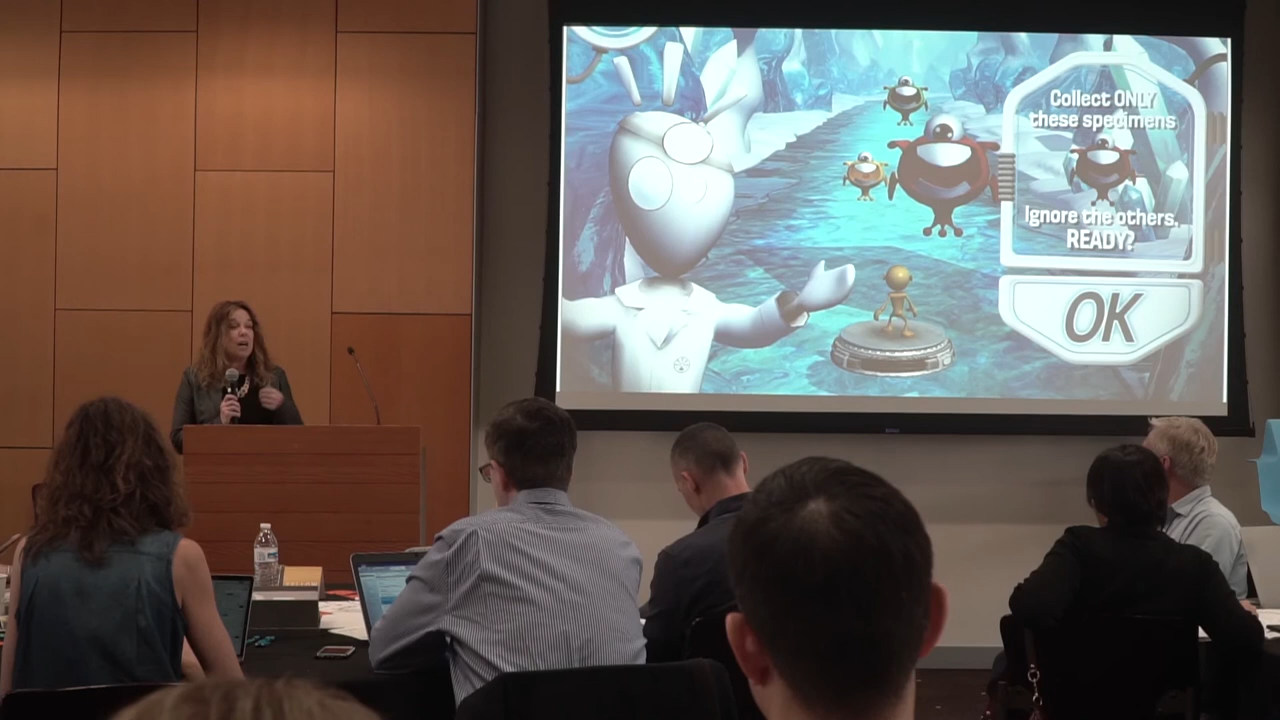 Collect ONLY
these specimens
Ignore the others.
READY?
OK